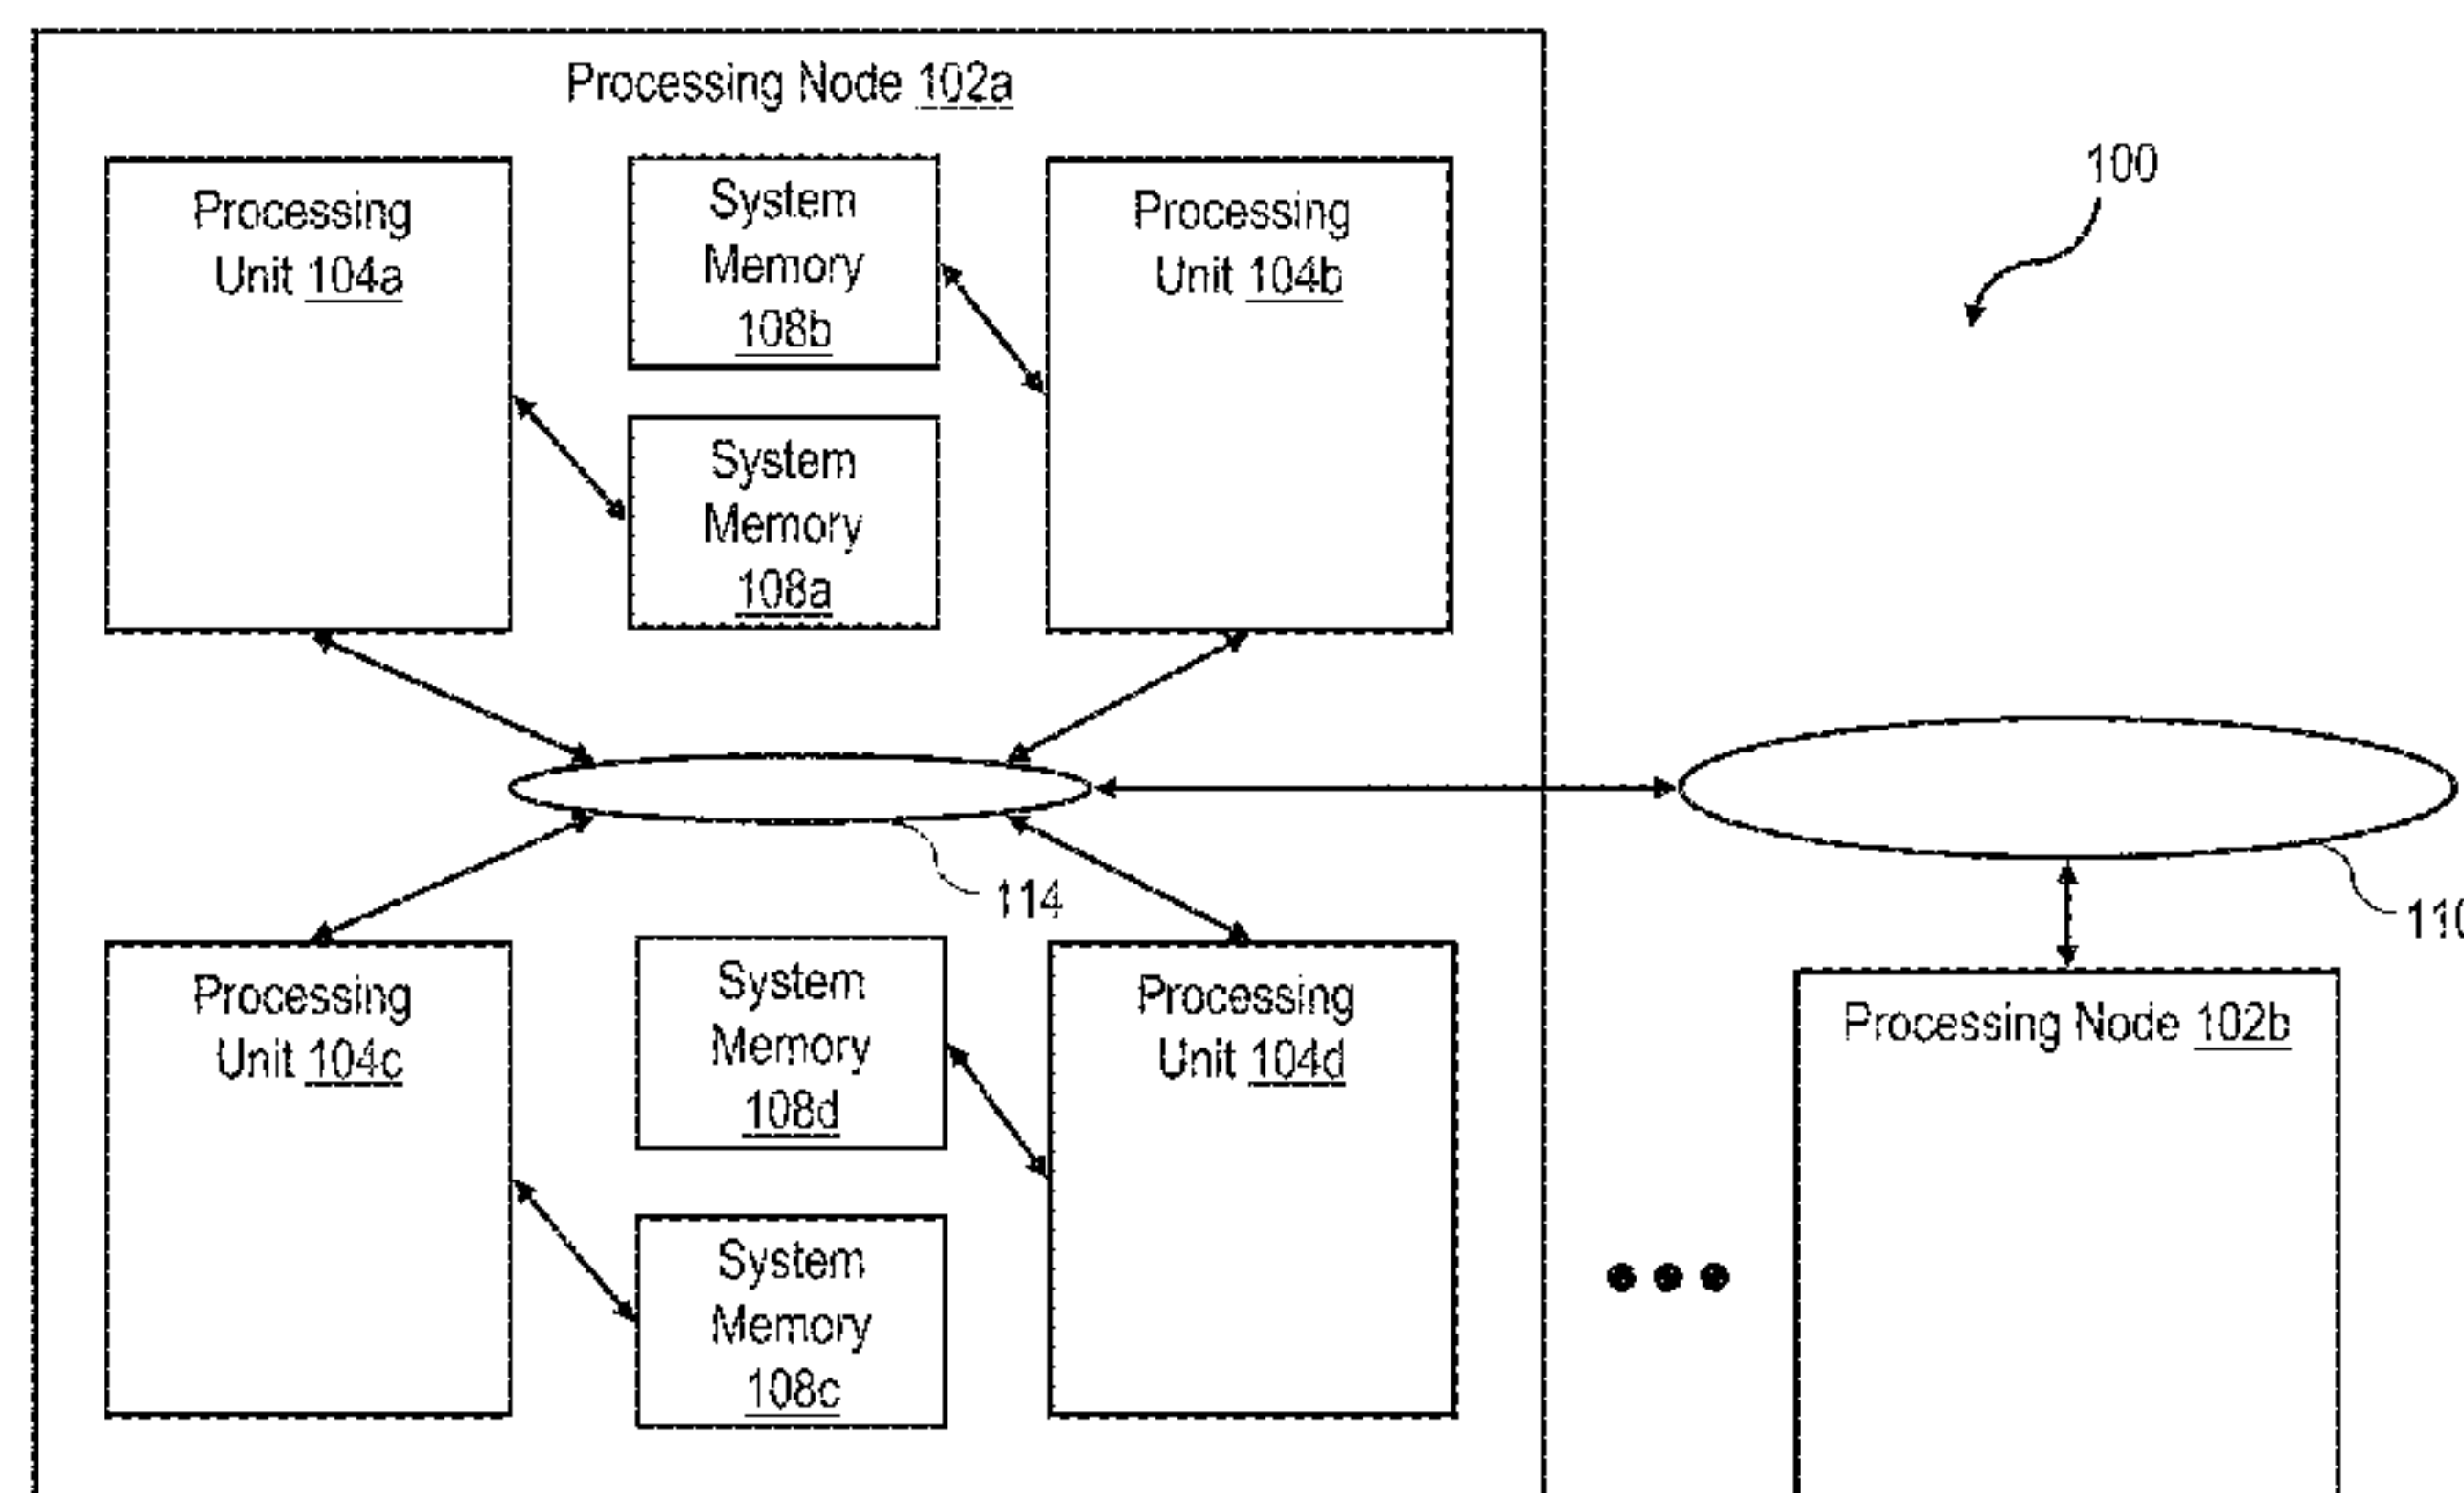 Processing Node 102a
Processing
Unit 104a
System
Memory
108b
Processing
Unit 104b
100
System
Memory
108a
114
110
Processing
Unit 104c
System
Memory
108d
Processing
Unit 104d
Processing Node 102b
System
Memory
108c